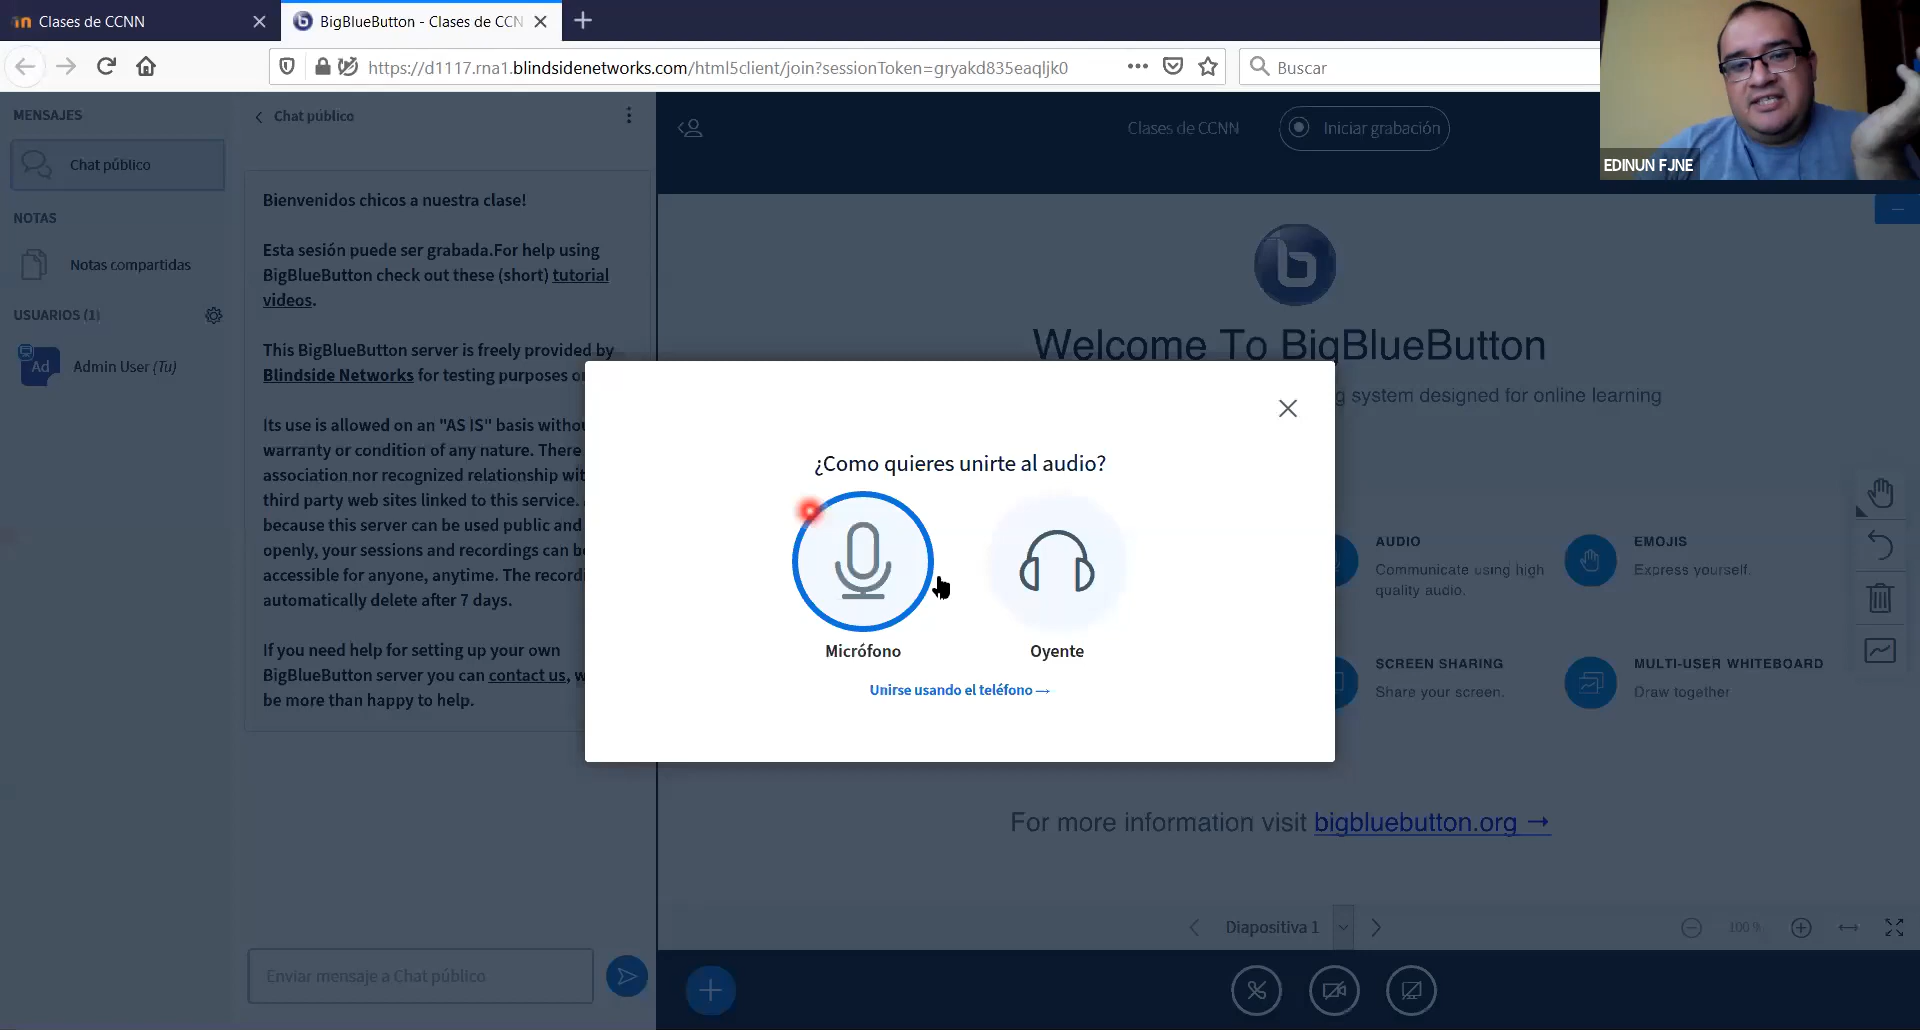 Clases de CCNN
BigBlueButton - Clases de CCN
https://d1117.rna1.blindsidenetworks.com/html5client/join?sessionToken=gryakd835eaqljk0
Buscar
EDINUN FJNE
MENSAJES
Chat público
NOTAS
Notas compartidas
USUARIOS (1)
Ad
Admin User (Tu)
Chat público
Bienvenidos chicos a nuestra clase!
Esta sesión puede ser grabada.For help using
BigBlueButton check out these (short) tutorial
videos.
This BigBlueButton server is freely provided by
Blindside Networks for testing purposes
Its use is allowed on an "AS IS" basis
warranty or condition of any nature. There
association nor recognized relationship
third party web sites linked to this service.
because this server can be used public and
openly, your sessions and recordings can
accessible for anyone, anytime. The
automatically delete after 7 days.
If you need help for setting up your own
BigBlueButton server you can contact us,
be more than happy to help.
Enviar mensaje a Chat público
Clases de CCNN
Iniciar grabación
Welcome To BigBlueButton
system designed for online learning
AUDIO
Communicate using high
quality audio.
EMOJIS
Express yourself.
SCREEN SHARING
Share your screen.
MULTI-USER WHITEBOARD
Draw together
For more information visit bigbluebutton.org →
Diapositiva 1
100 %
¿Como quieres unirte al audio?
Micrófono
Oyente
Unirse usando el teléfono →